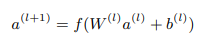 a^{(l+1)} = f(W^{(l)}a^{(l)} + b^{(l)})